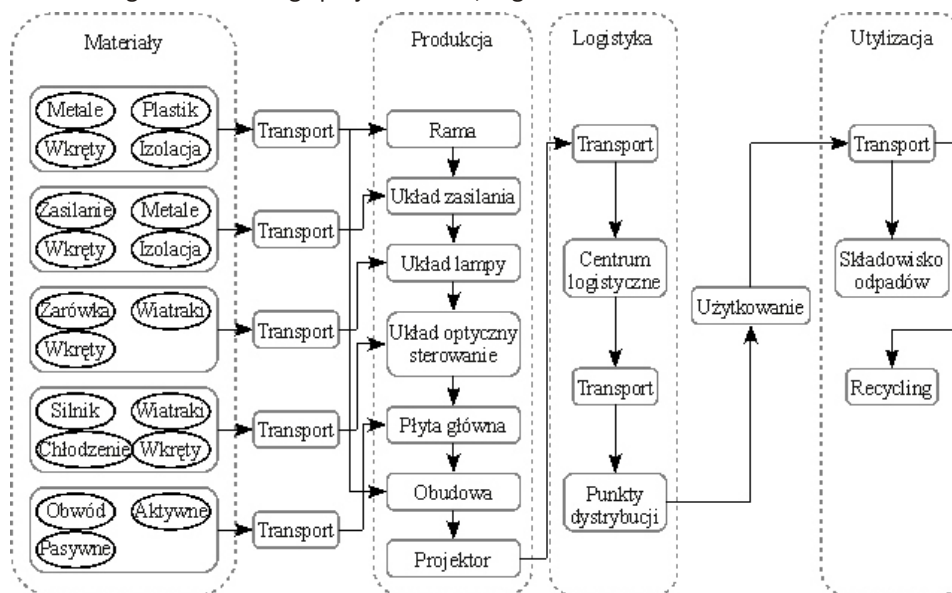 Materiały
Produkcja
Logistyka
Utylizacja
Metale
Plastik
Wkręty
Izolacja
Transport
Rama
Transport
Transport
Zasilanie
Metale
Wkręty
Izolacja
Transport
Układ zasilania
Układ lampy
Centrum
logistyczne
Składowisko
odpadów
Żarówka
Wiatraki
Wkręty
Transport
Układ optyczny
sterowanie
Użytkowanie
Transport
Recycling
Silnik
Wiatraki
Chłodzenie
Wkręty
Transport
Płyta główna
Obwód
Aktywne
Pasywne
Transport
Obudowa
Punkty
dystrybucji
Projektor